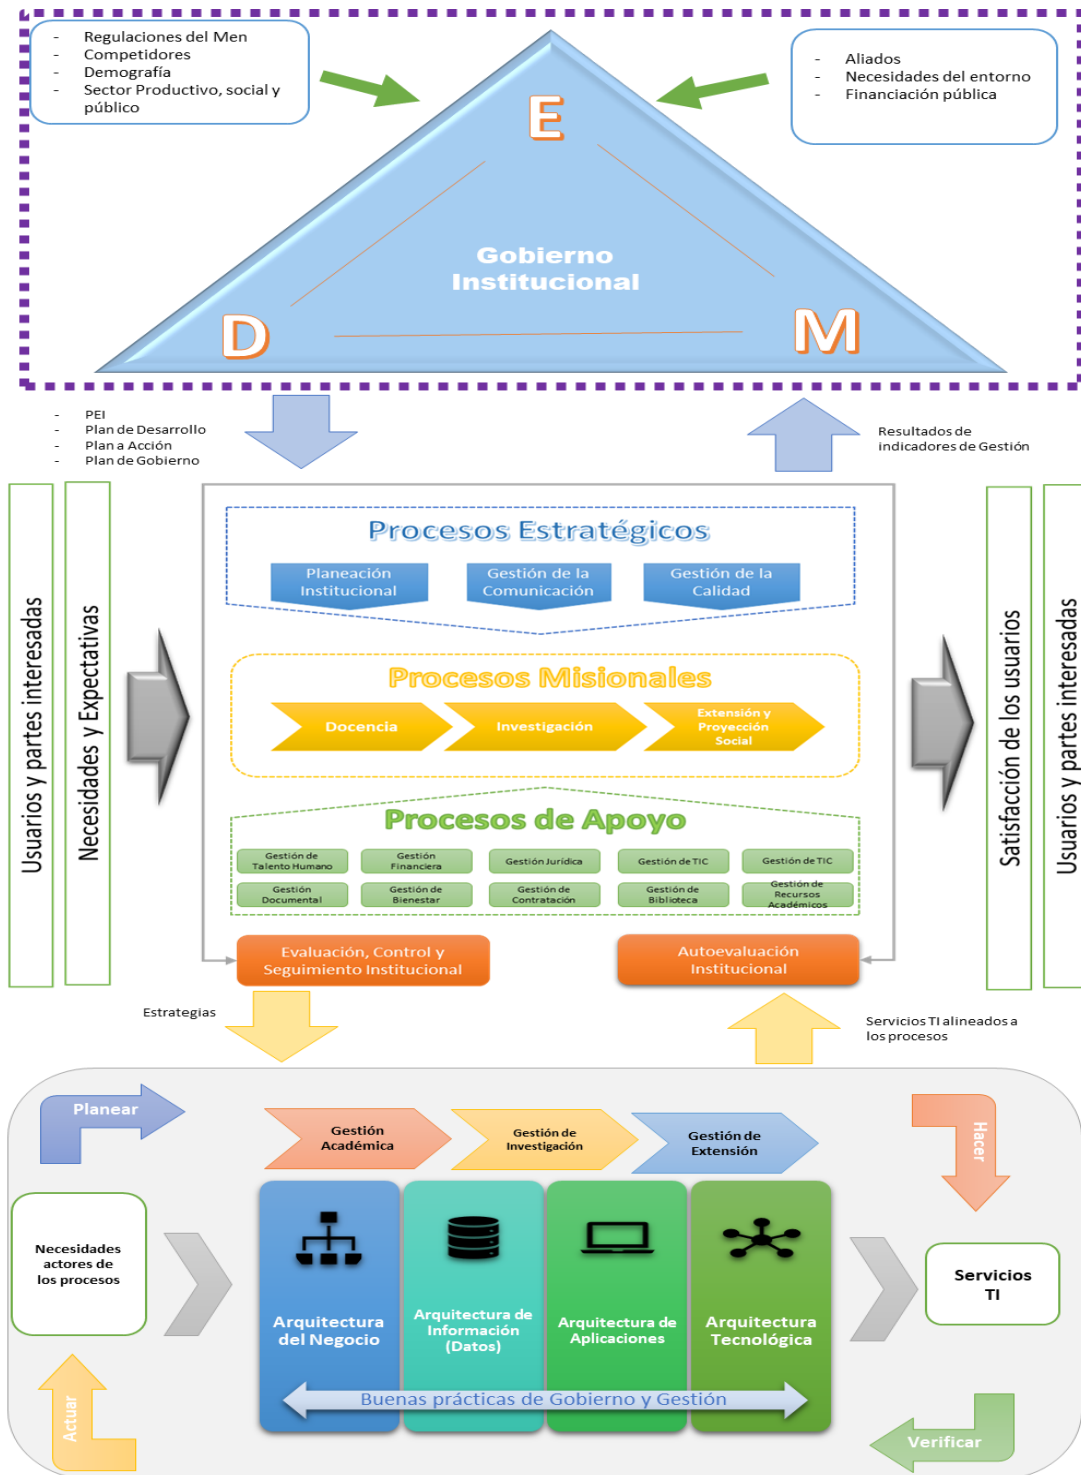 - Regulaciones del Men
- Competidores
- Demografía
- Sector Productivo, social y
público
- Aliados
- Necesidades del entorno
- Financiación pública
E
Gobierno
Institucional
D
M
- PEI
- Plan de Desarrollo
- Plan a Acción
- Plan de Gobierno
Resultados de
indicadores de Gestión
Usuarios y partes interesadas
Necesidades y Expectativas
Procesos Estratégicos
Planeación
Institucional
Gestión de la
Comunicación
Gestión de la
Calidad
Procesos Misionales
Docencia
Investigación
Extensión y
Proyección
Social
Procesos de Apoyo
Gestión de
Talento Humano
Gestión
Financiera
Gestión Jurídica
Gestión de TIC
Gestión de TIC
Gestión
Documental
Gestión de
Bienestar
Gestión de
Contratación
Gestión de
Biblioteca
Gestión de
Recursos
Académicos
Evaluación, Control y
Seguimiento Institucional
Autoevaluación
Institucional
Satisfacción de los usuarios
Usuarios y partes interesadas
Estrategias
Servicios TI alineados a
los procesos
Planear
Gestión
Académica
Gestión de
Investigación
Gestión de
Extensión
Hacer
Necesidades
actores de
los procesos
Arquitectura
del Negocio
Arquitectura de
Información
(Datos)
Arquitectura de
Aplicaciones
Arquitectura
Tecnológica
Servicios
TI
Buenas prácticas de Gobierno y Gestión
Actuar
Verificar